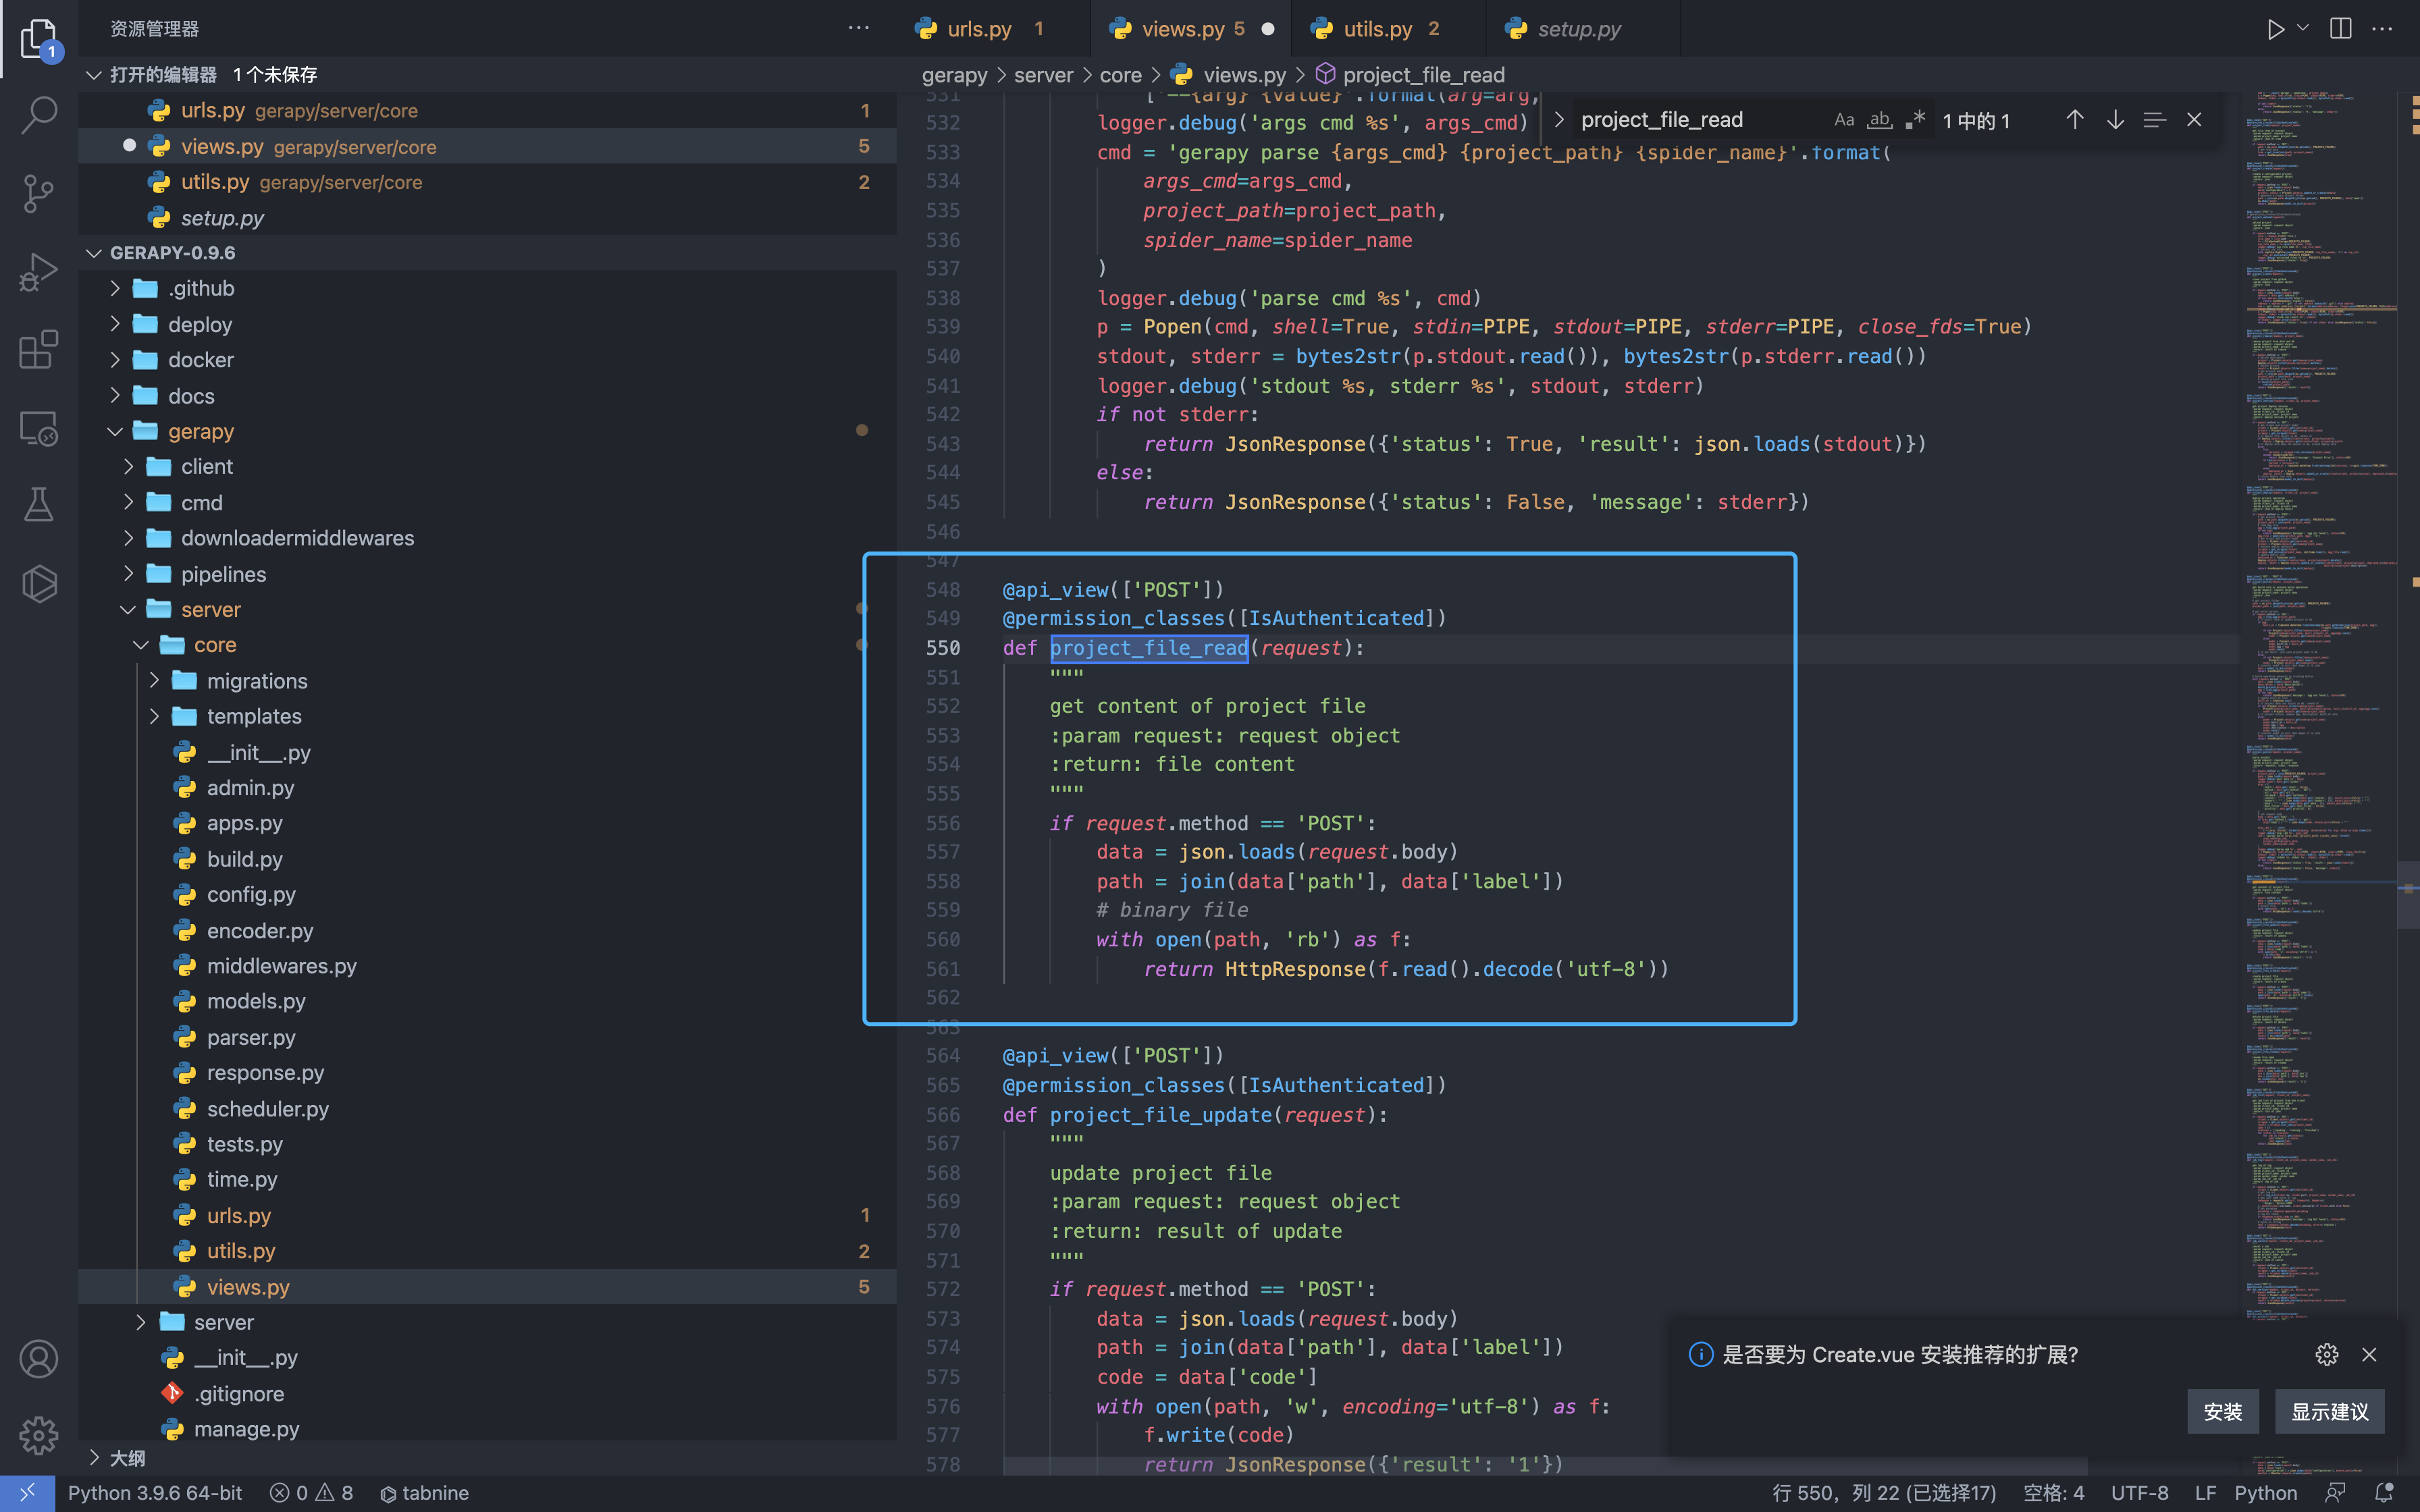 资源管理器
urls.py 1
views.py 5
utils.py 2
setup.py
打开的编辑器 1 个未保存
urls.py gerapy/server/core 1
views.py gerapy/server/core 5
utils.py gerapy/server/core 2
setup.py
GERAPY-0.9.6
.github
deploy
docker
docs
gerapy
client
cmd
downloadermiddlewares
pipelines
server
core
migrations
templates
__init__.py
admin.py
apps.py
build.py
config.py
encoder.py
middlewares.py
models.py
parser.py
response.py
scheduler.py
tests.py
time.py
urls.py 1
utils.py 2
views.py 5
server
__init__.py
.gitignore
manage.py
大纲
1
gerapy > server > core > views.py > project_file_read
project_file_read Aa ab 1 中的 1
531 ['--{arg} {value}'.format(arg=arg,
532 logger.debug('args cmd %s', args_cmd)
533 cmd = 'gerapy parse {args_cmd} {project_path} {spider_name}'.format(
534 args_cmd=args_cmd,
535 project_path=project_path,
536 spider_name=spider_name
537 )
538 logger.debug('parse cmd %s', cmd)
539 p = Popen(cmd, shell=True, stdin=PIPE, stdout=PIPE, stderr=PIPE, close_fds=True)
540 stdout, stderr = bytes2str(p.stdout.read()), bytes2str(p.stderr.read())
541 logger.debug('stdout %s, stderr %s', stdout, stderr)
542 if not stderr:
543 return JsonResponse({'status': True, 'result': json.loads(stdout)})
544 else:
545 return JsonResponse({'status': False, 'message': stderr})
546
547
548 @api_view(['POST'])
549 @permission_classes([IsAuthenticated])
550 def project_file_read(request):
551 """
552 get content of project file
553 :param request: request object
554 :return: file content
555 """
556 if request.method == 'POST':
557 data = json.loads(request.body)
558 path = join(data['path'], data['label'])
559 # binary file
560 with open(path, 'rb') as f:
561 return HttpResponse(f.read().decode('utf-8'))
562
563
564 @api_view(['POST'])
565 @permission_classes([IsAuthenticated])
566 def project_file_update(request):
567 """
568 update project file
569 :param request: request object
570 :return: result of update
571 """
572 if request.method == 'POST':
573 data = json.loads(request.body)
574 path = join(data['path'], data['label'])
575 code = data['code']
576 with open(path, 'w', encoding='utf-8') as f:
577 f.write(code)
578 return JsonResponse({'result': '1'})
是否要为 Create.vue 安装推荐的扩展?
安装
显示建议
Python 3.9.6 64-bit 0 8 tabnine 行 550，列 22 (已选择17) 空格: 4 UTF-8 LF Python